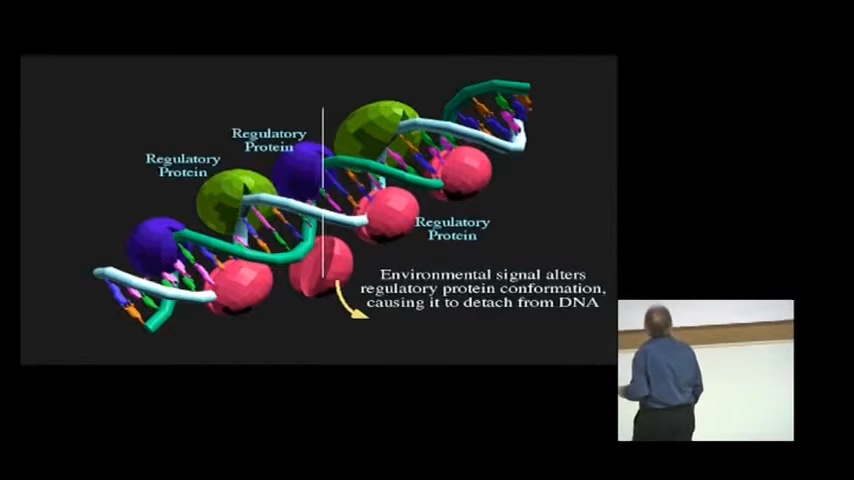 Regulatory
Protein
Regulatory
Protein
Regulatory
Protein
Environmental signal alters
regulatory protein conformation,
causing it to detach from DNA